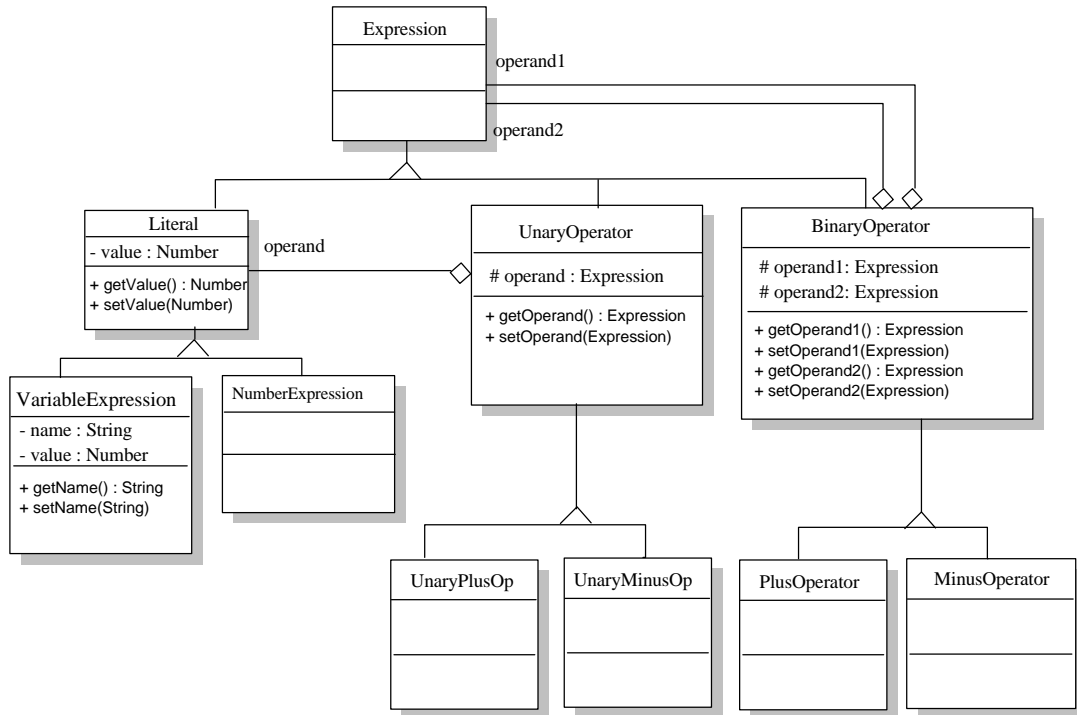 Expression
operand1
operand2
Literal
- value : Number
+ getValue() : Number
+ setValue(Number)
operand
UnaryOperator
# operand : Expression
+ getOperand() : Expression
+ setOperand(Expression)
BinaryOperator
# operand1: Expression
# operand2: Expression
+ getOperand1() : Expression
+ setOperand1(Expression)
+ getOperand2() : Expression
+ setOperand2(Expression)
VariableExpression
- name : String
- value : Number
+ getName() : String
+ setName(String)
NumberExpression
UnaryPlusOp
UnaryMinusOp
PlusOperator
MinusOperator